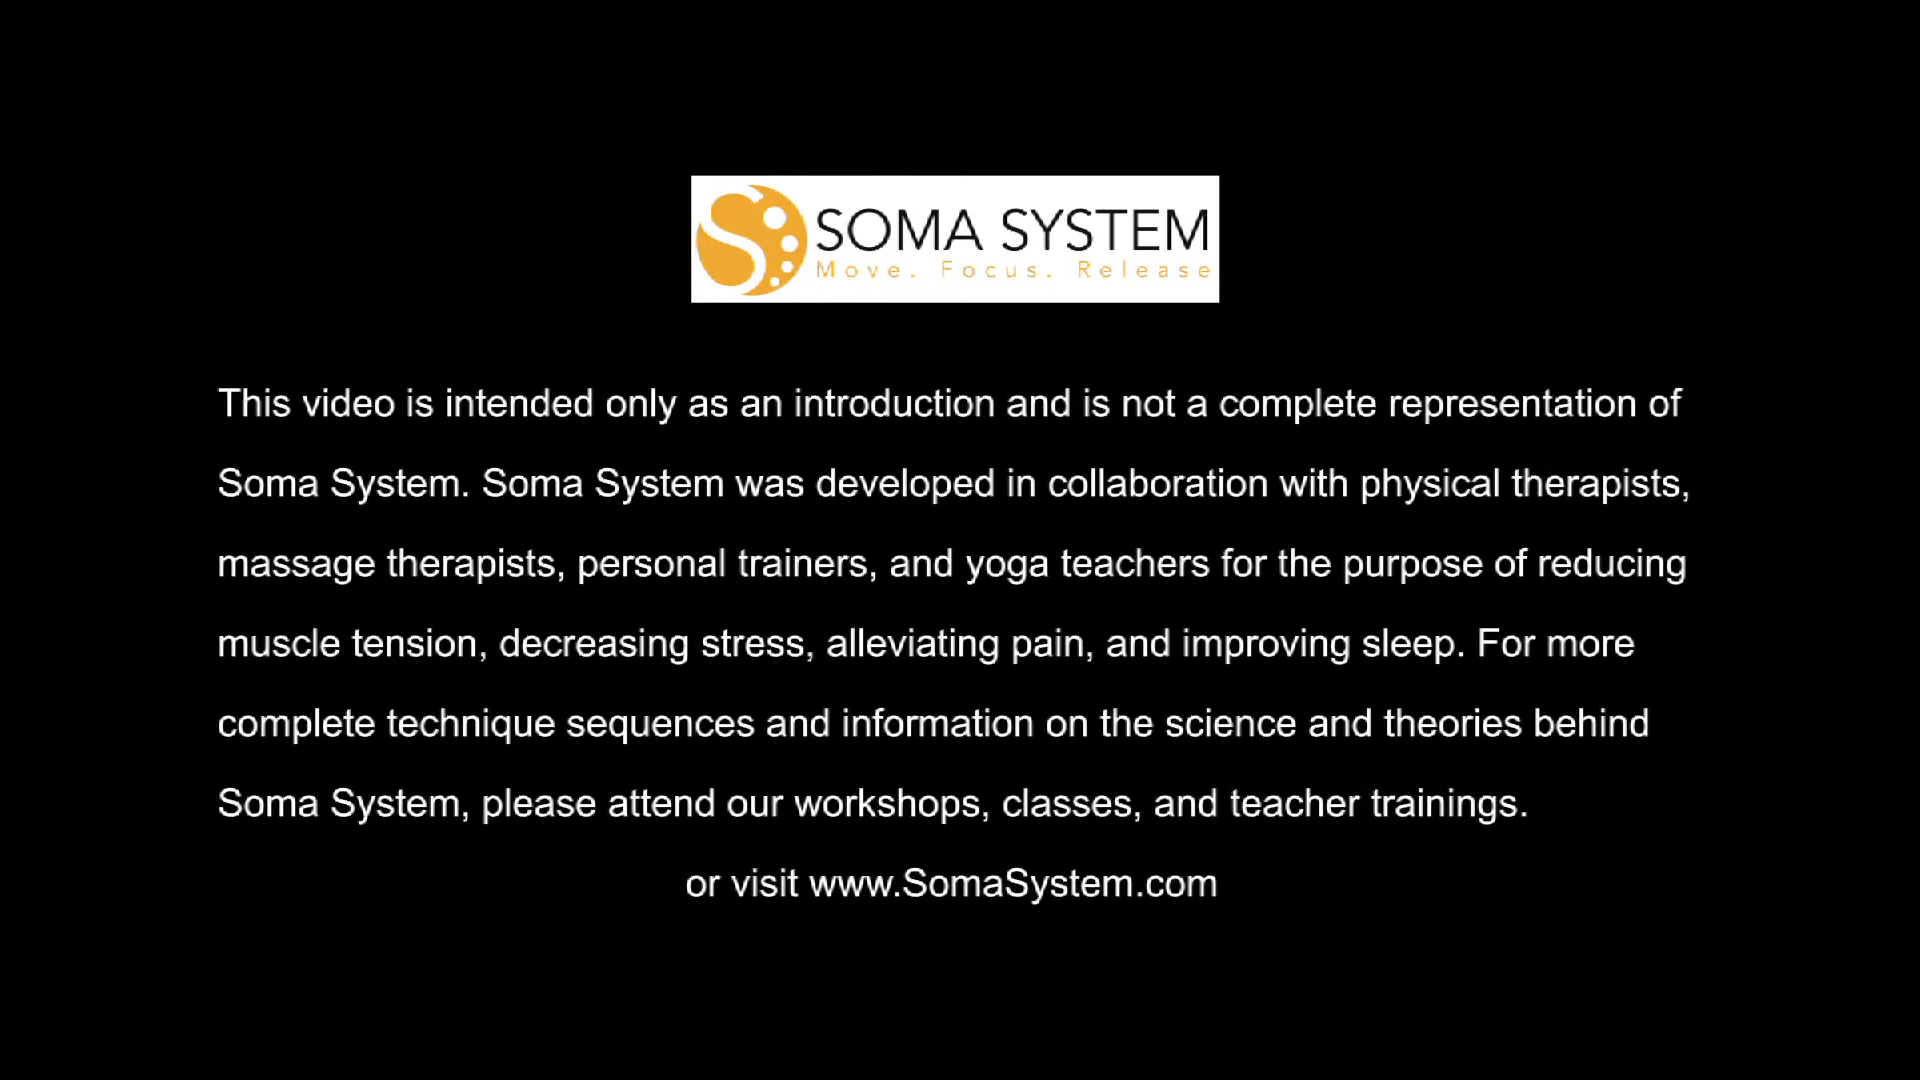 SOMA SYSTEM
Move. Focus. Release
This video is intended only as an introduction and is not a complete representation of
Soma System. Soma System was developed in collaboration with physical therapists,
massage therapists, personal trainers, and yoga teachers for the purpose of reducing
muscle tension, decreasing stress, alleviating pain, and improving sleep. For more
complete technique sequences and information on the science and theories behind
Soma System, please attend our workshops, classes, and teacher trainings.
or visit www.SomaSystem.com